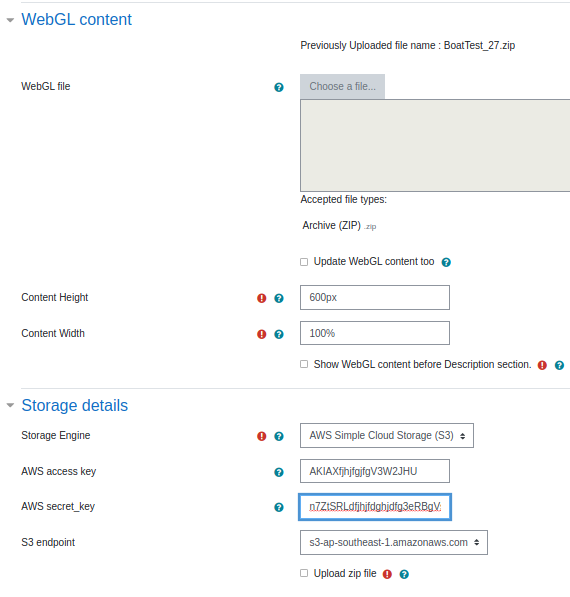 WebGL content
Previously Uploaded file name : BoatTest_27.zip
WebGL file
Choose a file...
Accepted file types:
Archive (ZIP) .zip
Update WebGL content too
Content Height
600px
Content Width
100%
Show WebGL content before Description section.
Storage details
Storage Engine
AWS Simple Cloud Storage (S3)
AWS access key
AKIAXfjhjfgjfgV3W2JHU
AWS secret_key
n7ZtSRLdfjhjfdghjdfg3eRBgV
S3 endpoint
s3-ap-southeast-1.amazonaws.com
Upload zip file